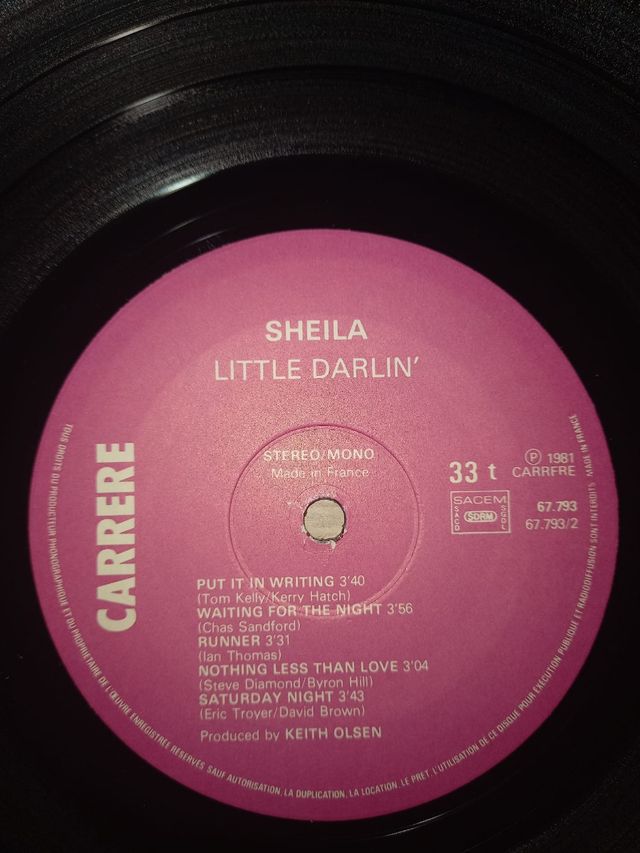 SHEILA
LITTLE DARLIN'
STEREO/MONO
Made in France
CARRERE
33 t
Ⓟ 1981
CARRERE
SACEM
SACD
SDRM
SCDL
67.793
67.793/2
PUT IT IN WRITING 3'40
(Tom Kelly/Kerry Hatch)
WAITING FOR THE NIGHT 3'56
(Chas Sandford)
RUNNER 3'31
(Ian Thomas)
NOTHING LESS THAN LOVE 3'04
(Steve Diamond/Byron Hill)
SATURDAY NIGHT 3'43
(Eric Troyer/David Brown)
Produced by KEITH OLSEN
TOUS DROITS DU PRODUCTEUR PHONOGRAPHIQUE ET DU PROPRIETAIRE DE L'ŒUVRE ENREGISTREE RESERVES. SAUF AUTORISATION, LA DUPLICATION, LA LOCATION, LE PRET, L'UTILISATION DE CE DISQUE POUR EXECUTION PUBLIQUE ET RADIODIFFUSION SONT INTERDITS MADE IN FRANCE